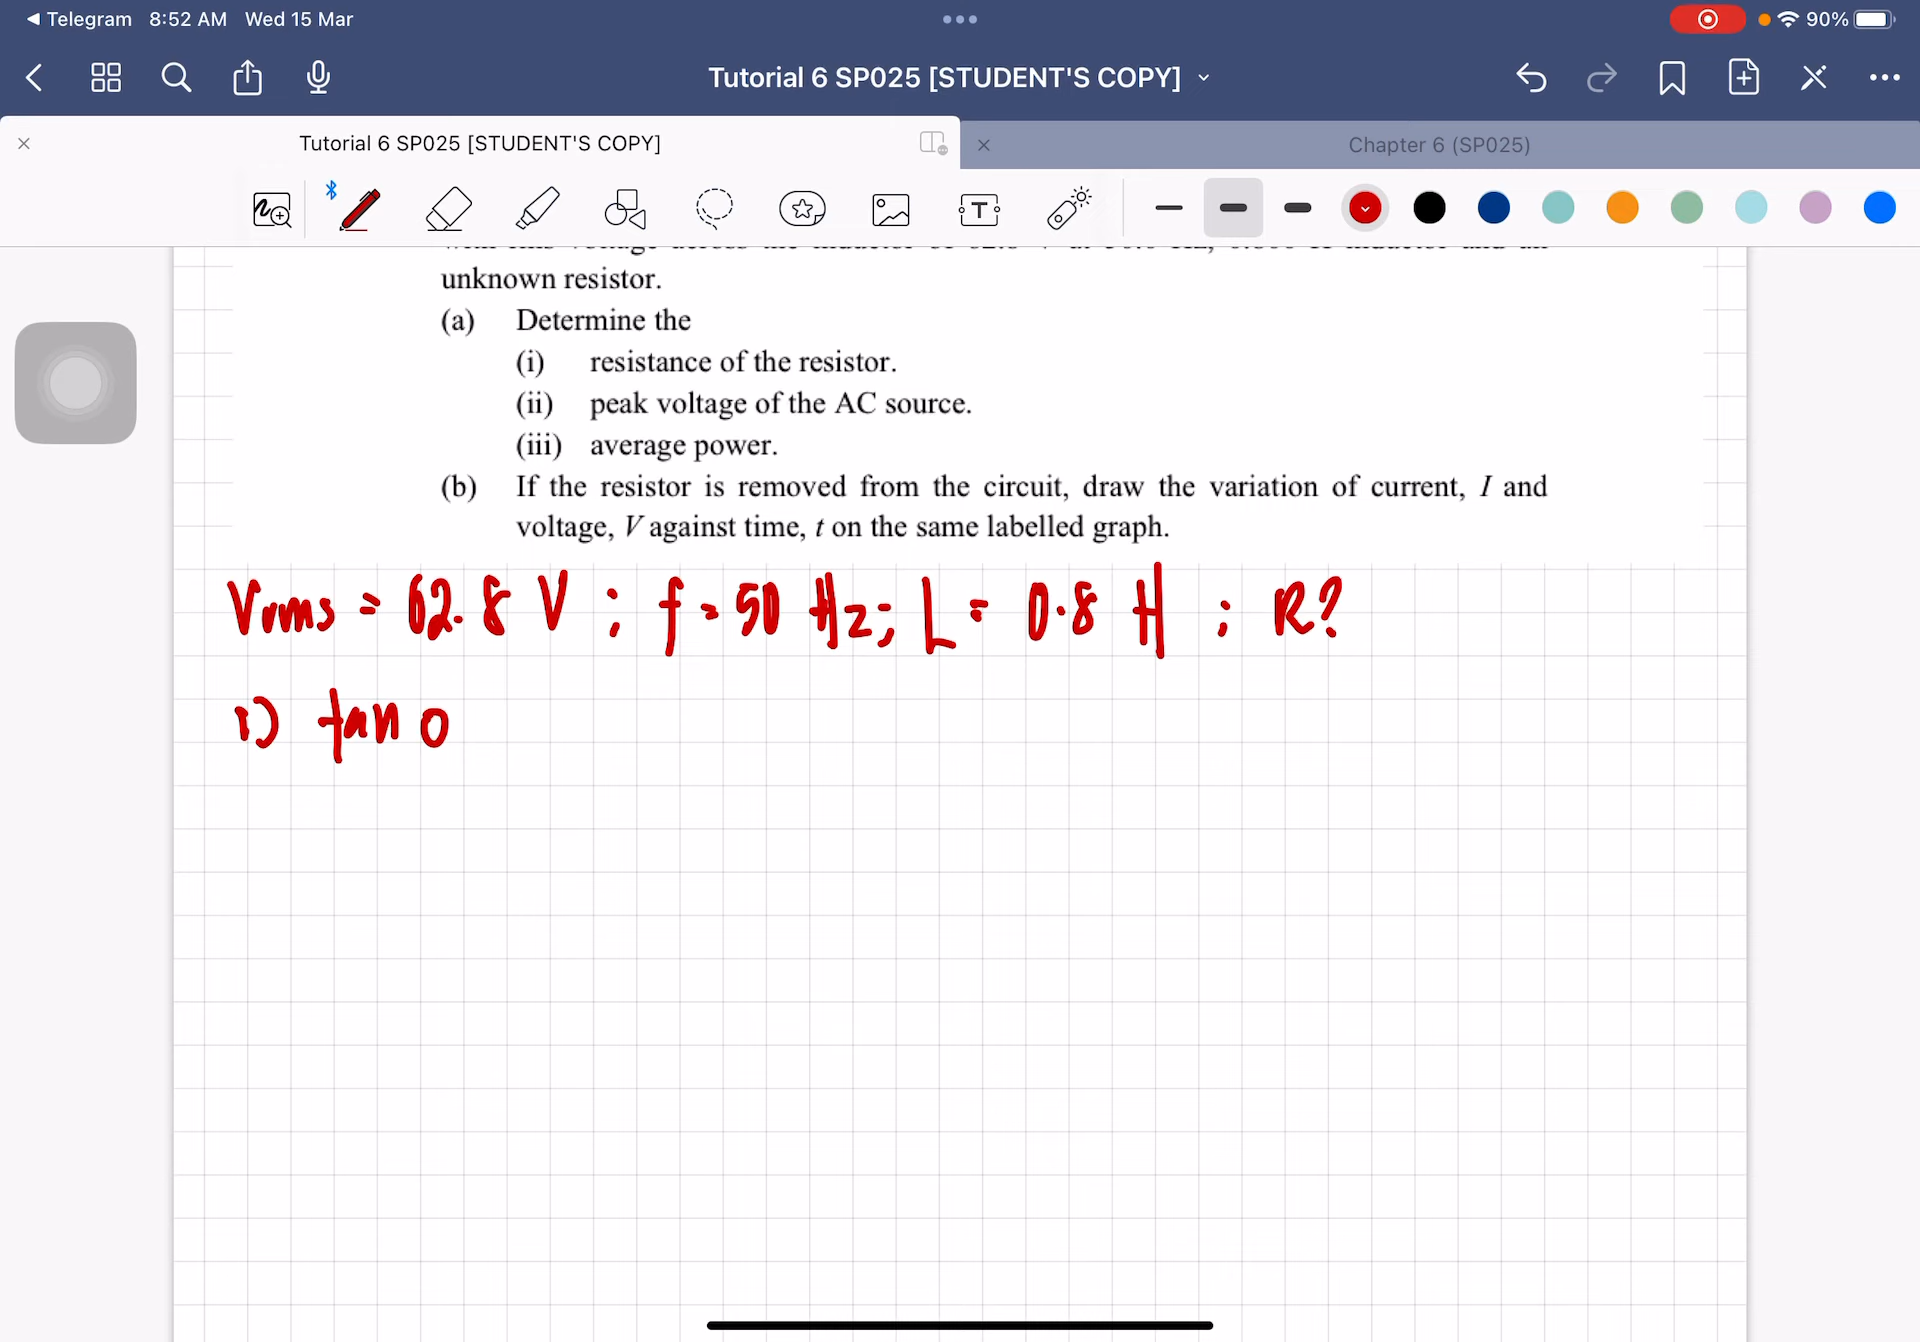 Telegram 8:52 AM Wed 15 Mar 90%
Tutorial 6 SP025 [STUDENT'S COPY]
Tutorial 6 SP025 [STUDENT'S COPY] Chapter 6 (SP025)
unknown resistor.
(a) Determine the
(i) resistance of the resistor.
(ii) peak voltage of the AC source.
(iii) average power.
(b) If the resistor is removed from the circuit, draw the variation of current, I and
voltage, V against time, t on the same labelled graph.
Vrms = 62.8 V ; f = 50 Hz; L = 0.8 H ; R?
i) tan 0